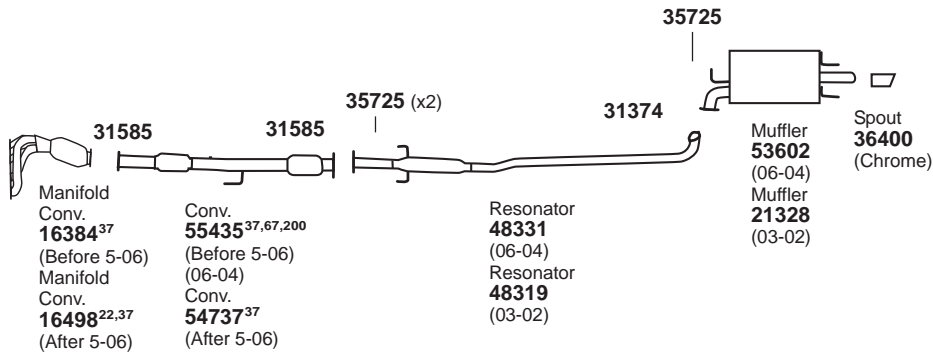 35725
35725 (x2)
31374
31585
31585
Manifold
Conv.
16384³⁷
(Before 5-06)
Manifold
Conv.
16498²²,³⁷
(After 5-06)
Conv.
55435³⁷,⁶⁷,²⁰⁰
(Before 5-06)
(06-04)
Conv.
54737³⁷
(After 5-06)
Resonator
48331
(06-04)
Resonator
48319
(03-02)
Muffler
53602
(06-04)
Muffler
21328
(03-02)
Spout
36400
(Chrome)